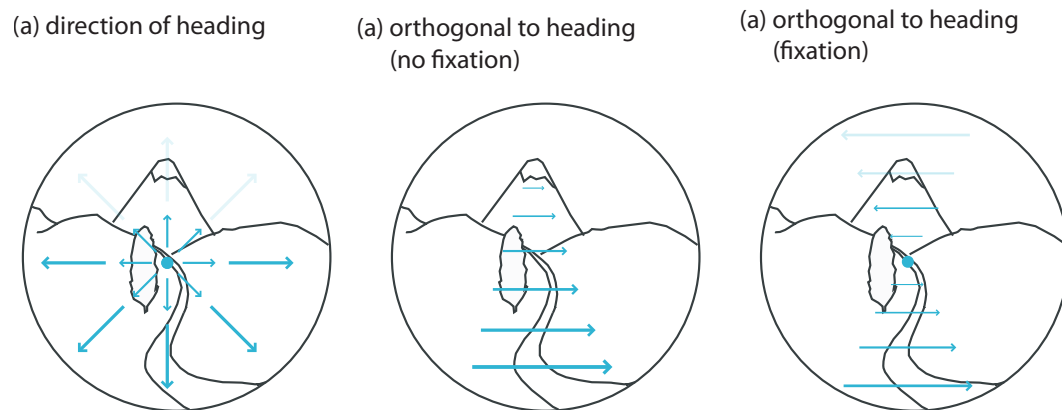 (a) direction of heading
(a) orthogonal to heading
(no fixation)
(a) orthogonal to heading
(fixation)